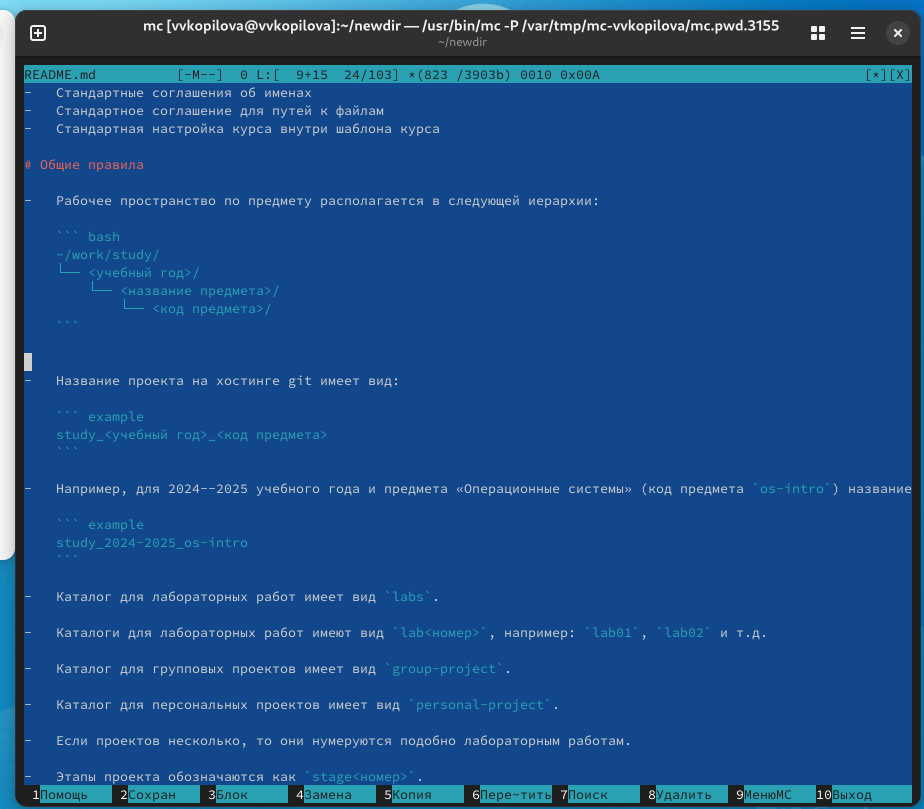 mc [vvkopilova@vvkopilova]:~/newdir — /usr/bin/mc -P /var/tmp/mc-vvkopilova/mc.pwd.3155
~/newdir
README.md [-M--] 0 L:[ 9+15 24/103] *(823 /3903b) 0010 0x00A [*][X]
- Стандартные соглашения об именах
- Стандартное соглашение для путей к файлам
- Стандартная настройка курса внутри шаблона курса
# Общие правила
- Рабочее пространство по предмету располагается в следующей иерархии:
``` bash
~/work/study/
└── <учебный год>/
└── <название предмета>/
└── <код предмета>/
```
- Название проекта на хостинге git имеет вид:
``` example
study_<учебный год>_<код предмета>
```
- Например, для 2024--2025 учебного года и предмета «Операционные системы» (код предмета `os-intro`) название
``` example
study_2024-2025_os-intro
```
- Каталог для лабораторных работ имеет вид `labs`.
- Каталоги для лабораторных работ имеют вид `lab<номер>`, например: `lab01`, `lab02` и т.д.
- Каталог для групповых проектов имеет вид `group-project`.
- Каталог для персональных проектов имеет вид `personal-project`.
- Если проектов несколько, то они нумеруются подобно лабораторным работам.
- Этапы проекта обозначаются как `stage<номер>`.
1Помощь 2Сохран 3Блок 4Замена 5Копия 6Пере~тить 7Поиск 8Удалить 9МенюMC 10Выход